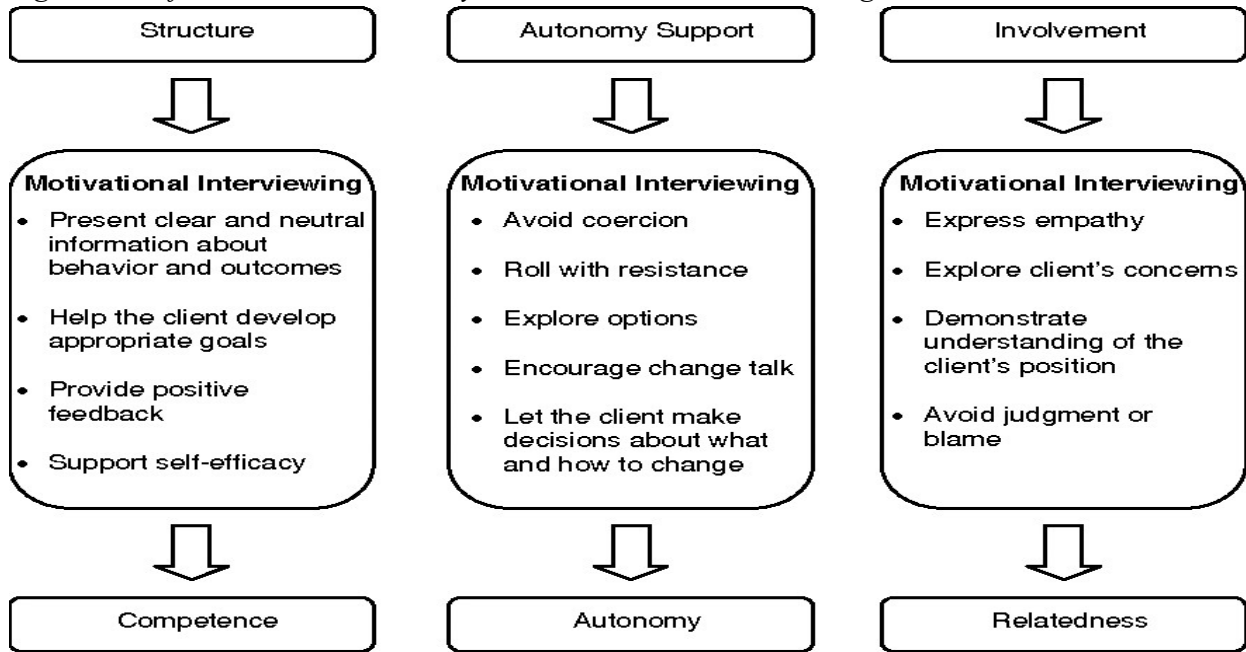 Structure
Autonomy Support
Involvement
Motivational Interviewing
• Present clear and neutral
information about
behavior and outcomes
• Help the client develop
appropriate goals
• Provide positive
feedback
• Support self-efficacy
Motivational Interviewing
• Avoid coercion
• Roll with resistance
• Explore options
• Encourage change talk
• Let the client make
decisions about what
and how to change
Motivational Interviewing
• Express empathy
• Explore client's concerns
• Demonstrate
understanding of the
client's position
• Avoid judgment or
blame
Competence
Autonomy
Relatedness